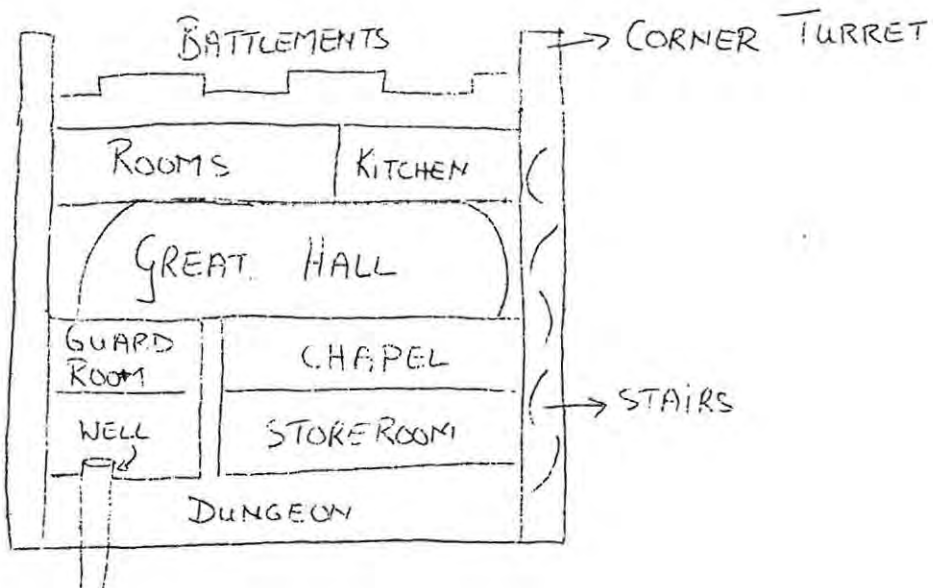 BATTLEMENTS
CORNER TURRET
ROOMS
KITCHEN
GREAT HALL
GUARD
ROOM
CHAPEL
STAIRS
WELL
STOREROOM
DUNGEON